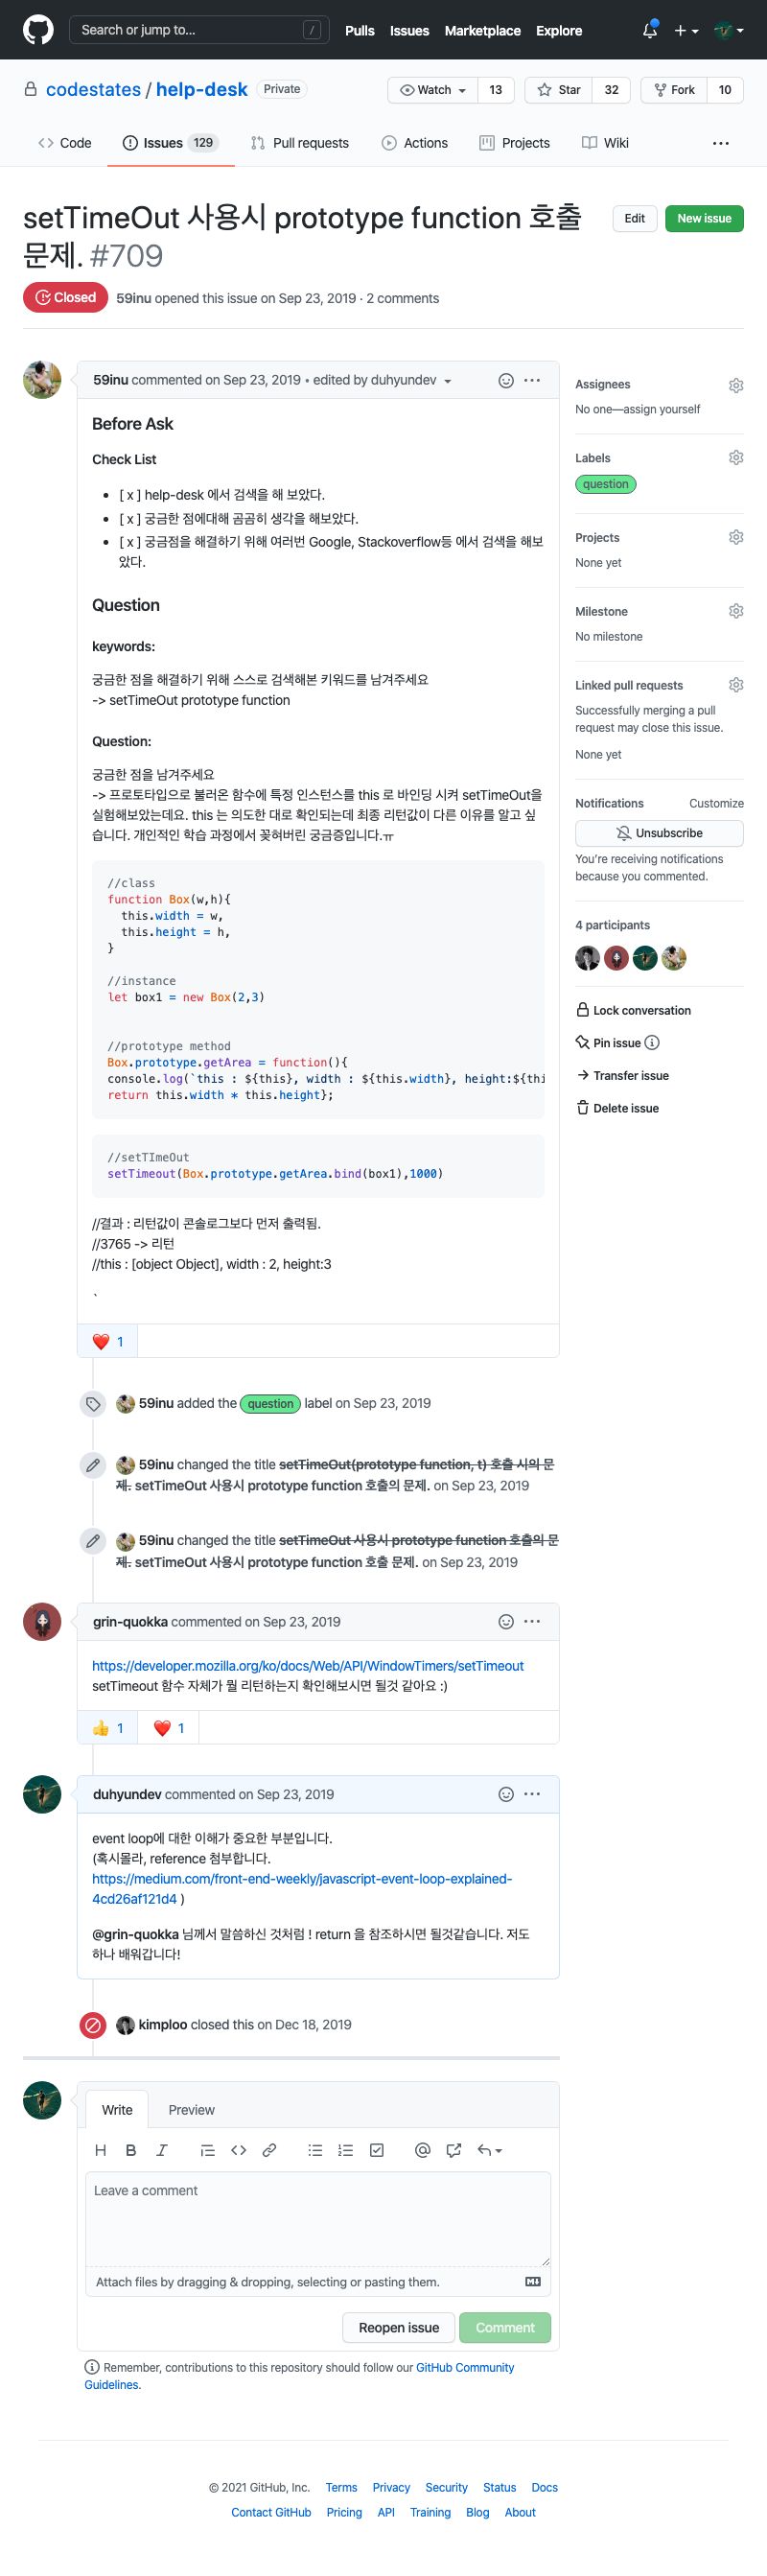 Search or jump to...
/
Pulls
Issues
Marketplace
Explore
codestates / help-desk
Private
Watch
13
Star
32
Fork
10
Code
Issues 129
Pull requests
Actions
Projects
Wiki
setTimeOut 사용시 prototype function 호출
문제. #709
Edit
New issue
Closed
59inu opened this issue on Sep 23, 2019 · 2 comments
59inu commented on Sep 23, 2019 • edited by duhyundev
Before Ask
Check List
[ x ] help-desk 에서 검색을 해 보았다.
[ x ] 궁금한 점에대해 곰곰히 생각을 해보았다.
[ x ] 궁금점을 해결하기 위해 여러번 Google, Stackoverflow등 에서 검색을 해보
았다.
Question
keywords:
궁금한 점을 해결하기 위해 스스로 검색해본 키워드를 남겨주세요
-> setTimeOut prototype function
Question:
궁금한 점을 남겨주세요
-> 프로토타입으로 불러온 함수에 특정 인스턴스를 this 로 바인딩 시켜 setTimeOut을
실험해보았는데요. this 는 의도한 대로 확인되는데 최종 리턴값이 다른 이유를 알고 싶
습니다. 개인적인 학습 과정에서 꽂혀버린 궁금증입니다.ㅠ
//class
function Box(w,h){
this.width = w,
this.height = h,
}
//instance
let box1 = new Box(2,3)
//prototype method
Box.prototype.getArea = function(){
console.log(`this : ${this}, width : ${this.width}, height:${thi
return this.width * this.height};
//setTImeOut
setTimeout(Box.prototype.getArea.bind(box1),1000)
//결과 : 리턴값이 콘솔로그보다 먼저 출력됨.
//3765 -> 리턴
//this : [object Object], width : 2, height:3
`
1
59inu added the question label on Sep 23, 2019
59inu changed the title setTimeOut(prototype function, t) 호출 시의 문
제. setTimeOut 사용시 prototype function 호출의 문제. on Sep 23, 2019
59inu changed the title setTimeOut 사용시 prototype function 호출의 문
제. setTimeOut 사용시 prototype function 호출 문제. on Sep 23, 2019
grin-quokka commented on Sep 23, 2019
https://developer.mozilla.org/ko/docs/Web/API/WindowTimers/setTimeout
setTimeout 함수 자체가 뭘 리턴하는지 확인해보시면 될것 같아요 :)
1
1
duhyundev commented on Sep 23, 2019
event loop에 대한 이해가 중요한 부분입니다.
(혹시몰라, reference 첨부합니다.
https://medium.com/front-end-weekly/javascript-event-loop-explained-
4cd26af121d4 )
@grin-quokka 님께서 말씀하신 것처럼 ! return 을 참조하시면 될것같습니다. 저도
하나 배워갑니다!
kimploo closed this on Dec 18, 2019
Write
Preview
Leave a comment
Attach files by dragging & dropping, selecting or pasting them.
Reopen issue
Comment
Remember, contributions to this repository should follow our GitHub Community
Guidelines.
Assignees
No one—assign yourself
Labels
question
Projects
None yet
Milestone
No milestone
Linked pull requests
Successfully merging a pull
request may close this issue.
None yet
Notifications
Customize
Unsubscribe
You're receiving notifications
because you commented.
4 participants
Lock conversation
Pin issue
Transfer issue
Delete issue
© 2021 GitHub, Inc.
Terms
Privacy
Security
Status
Docs
Contact GitHub
Pricing
API
Training
Blog
About